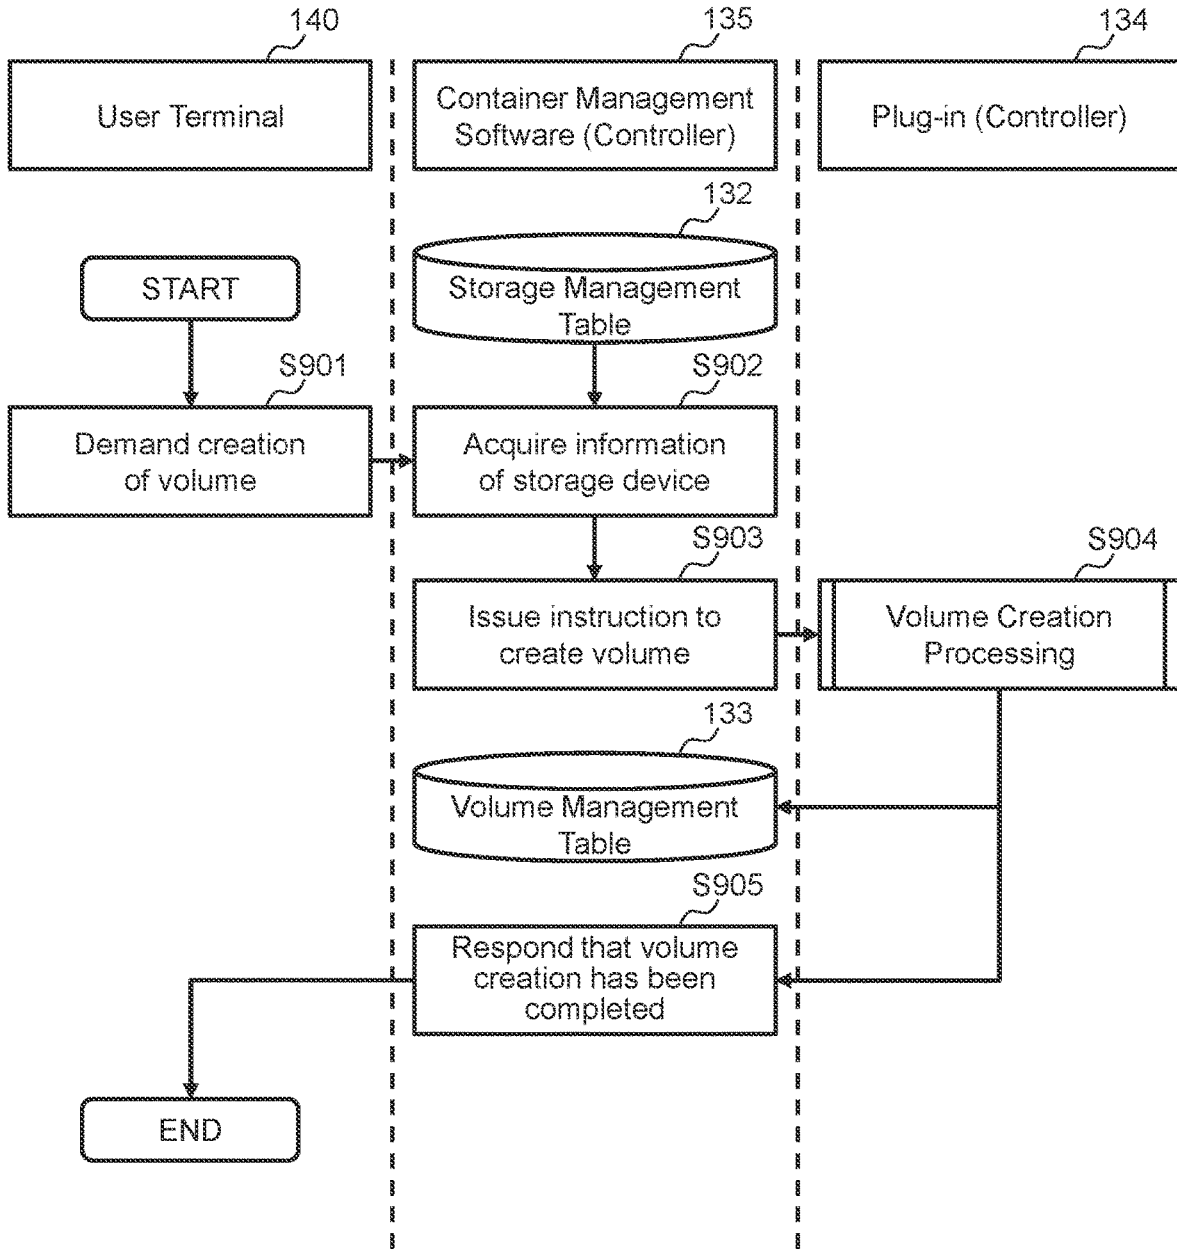 140
135
134
User Terminal
Container Management
Software (Controller)
Plug-in (Controller)
132
START
Storage Management
Table
S901
S902
Demand creation
of volume
Acquire information
of storage device
S903
S904
Issue instruction to
create volume
Volume Creation
Processing
133
Volume Management
Table
S905
Respond that volume
creation has been
completed
END